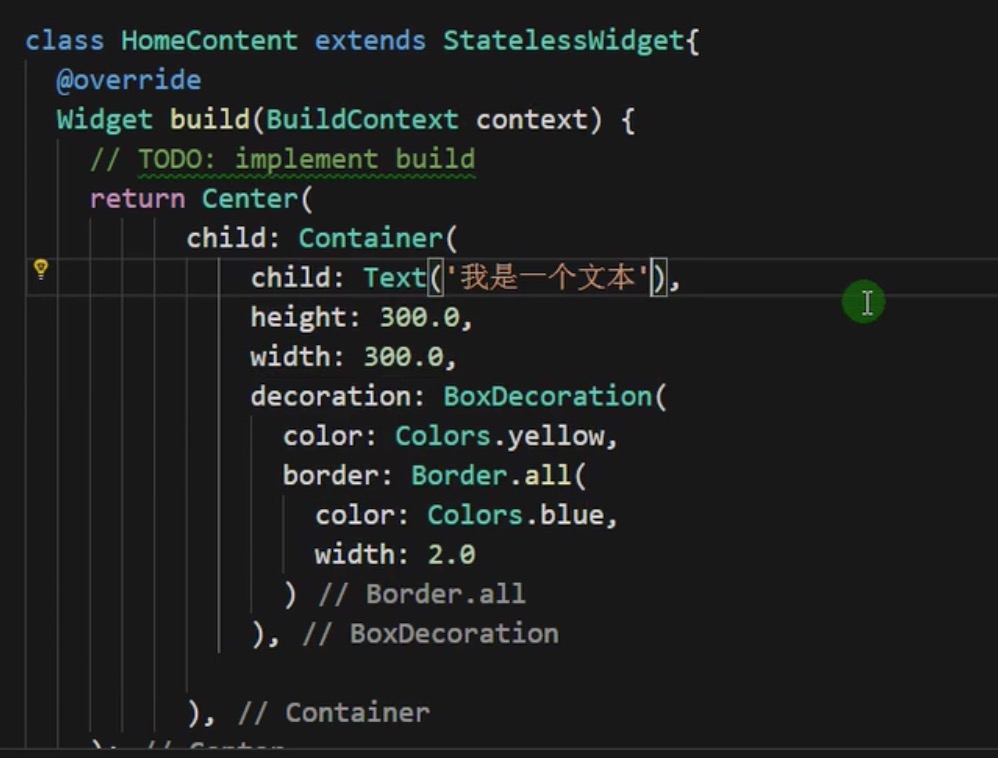 class HomeContent extends StatelessWidget{
@override
Widget build(BuildContext context) {
// TODO: implement build
return Center(
child: Container(
child: Text('我是一个文本'),
height: 300.0,
width: 300.0,
decoration: BoxDecoration(
color: Colors.yellow,
border: Border.all(
color: Colors.blue,
width: 2.0
) // Border.all
), // BoxDecoration
), // Container
); // Center